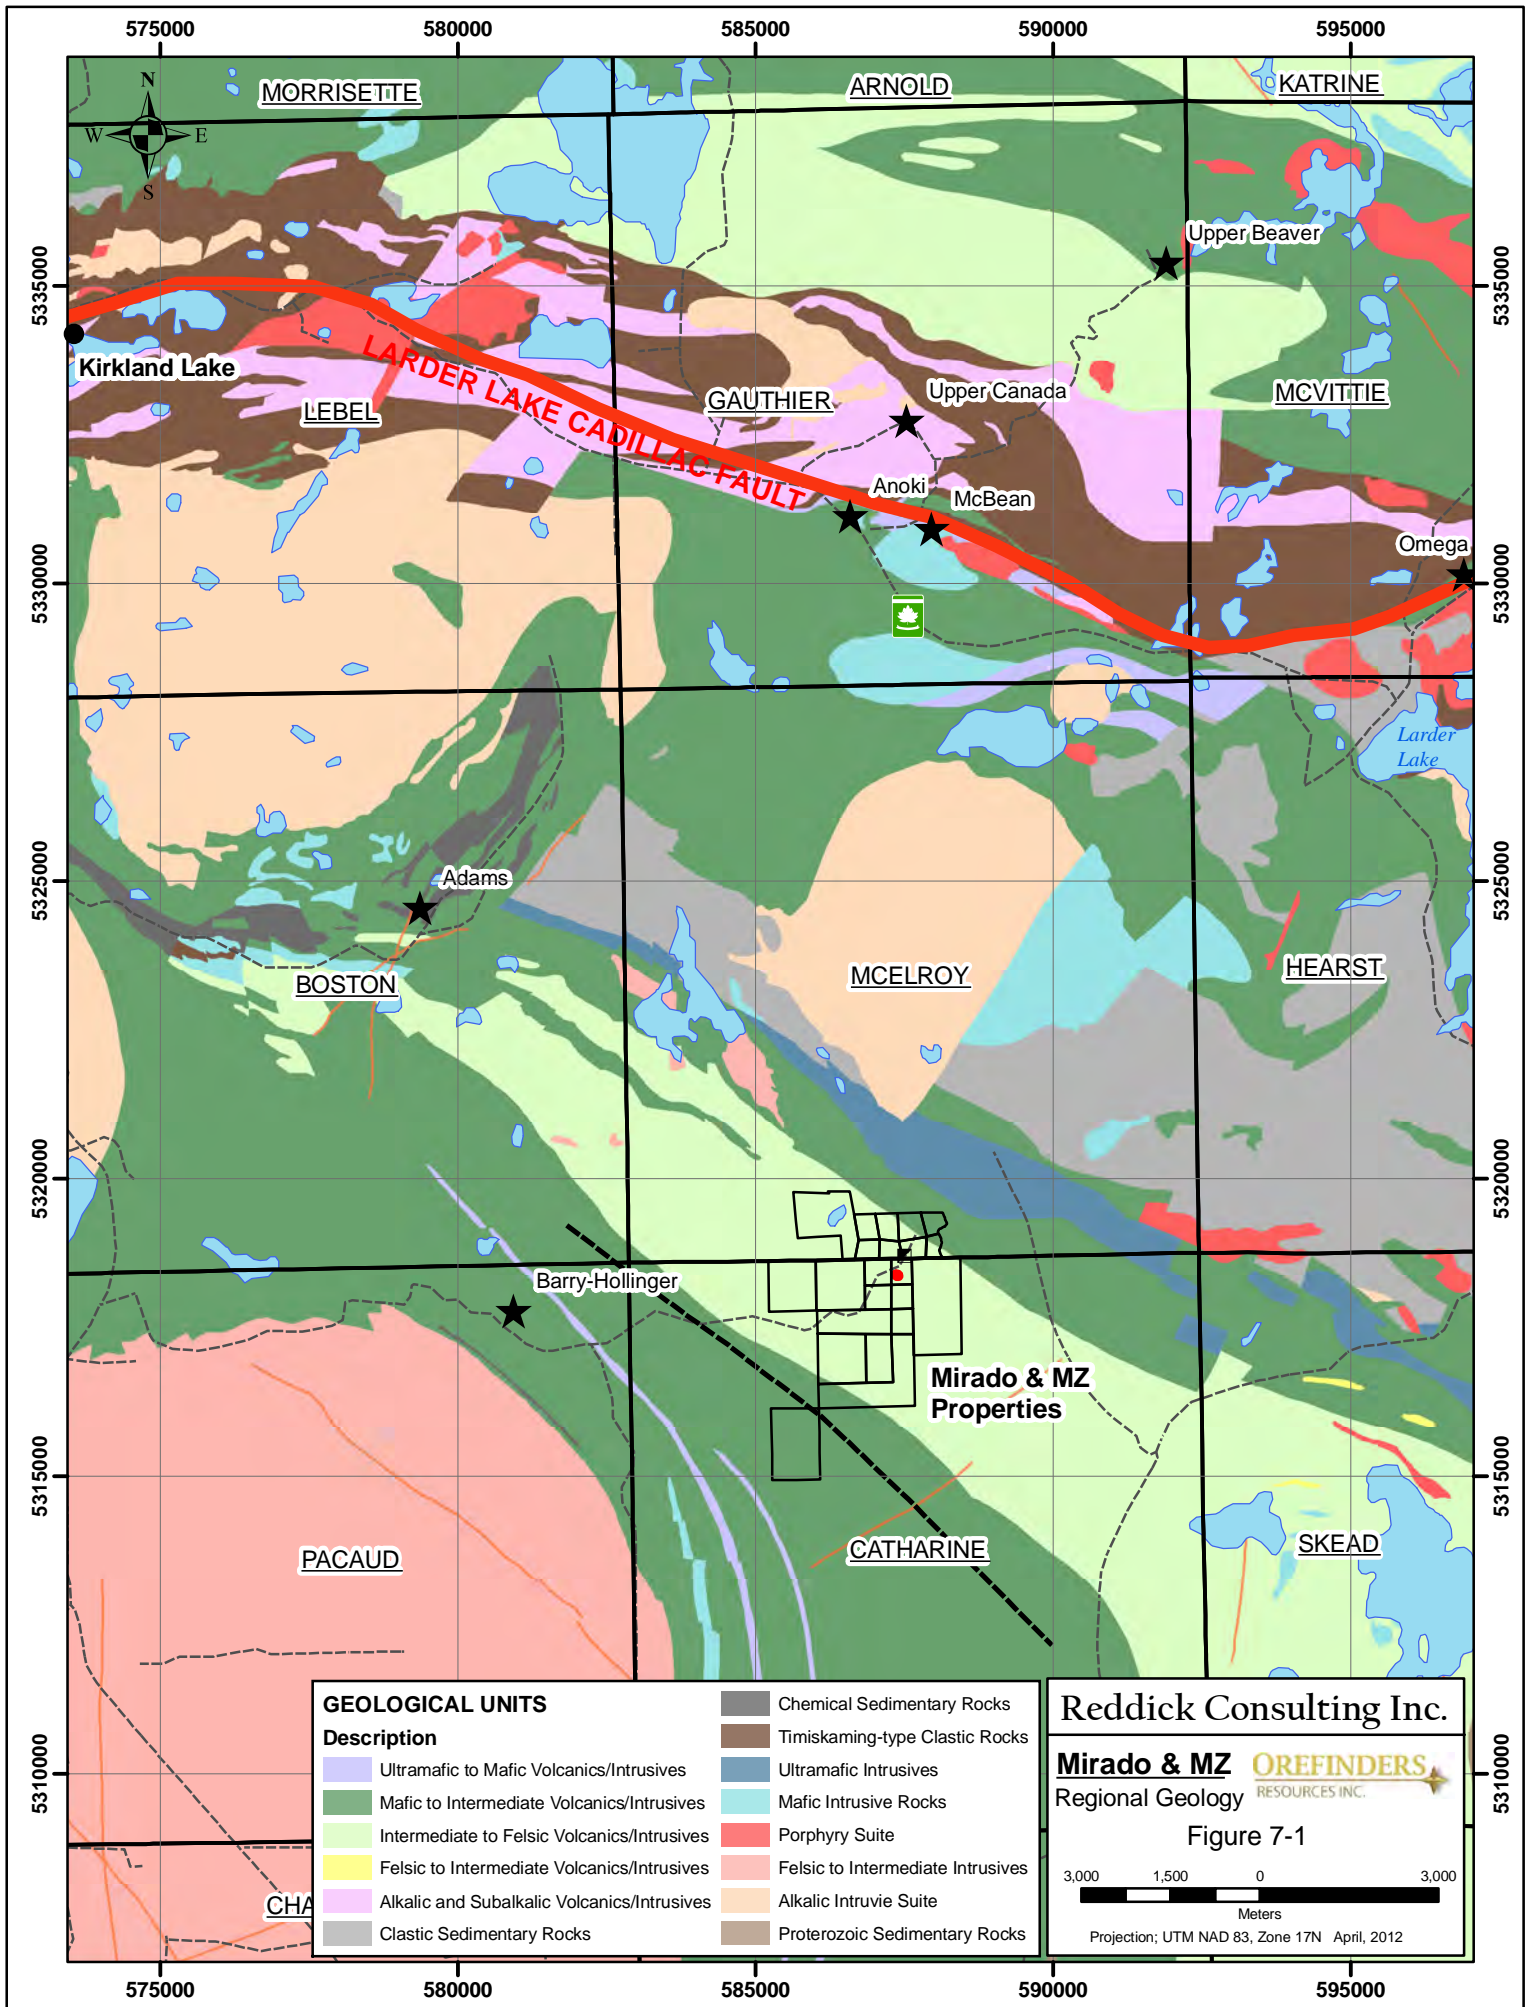 575000
580000
585000
590000
595000
N
W
E
S
MORRISETTE
ARNOLD
KATRINE
Upper Beaver
5335000
5335000
Kirkland Lake
LARDER LAKE CADILLAC FAULT
LEBEL
GAUTHIER
Upper Canada
MCVITTIE
Anoki
McBean
Omega
5330000
5330000
Larder
Lake
Adams
5325000
5325000
BOSTON
MCELROY
HEARST
5320000
5320000
Barry-Hollinger
Mirado & MZ
Properties
5315000
5315000
PACAUD
CATHARINE
SKEAD
5310000
5310000
CHA
GEOLOGICAL UNITS
Description
Ultramafic to Mafic Volcanics/Intrusives
Mafic to Intermediate Volcanics/Intrusives
Intermediate to Felsic Volcanics/Intrusives
Felsic to Intermediate Volcanics/Intrusives
Alkalic and Subalkalic Volcanics/Intrusives
Clastic Sedimentary Rocks
Chemical Sedimentary Rocks
Timiskaming-type Clastic Rocks
Ultramafic Intrusives
Mafic Intrusive Rocks
Porphyry Suite
Felsic to Intermediate Intrusives
Alkalic Intruvie Suite
Proterozoic Sedimentary Rocks
Reddick Consulting Inc.
Mirado & MZ
Regional Geology
OREFINDERS
RESOURCES INC.
Figure 7-1
3,000 1,500 0 3,000
Meters
Projection; UTM NAD 83, Zone 17N April, 2012
575000
580000
585000
590000
595000